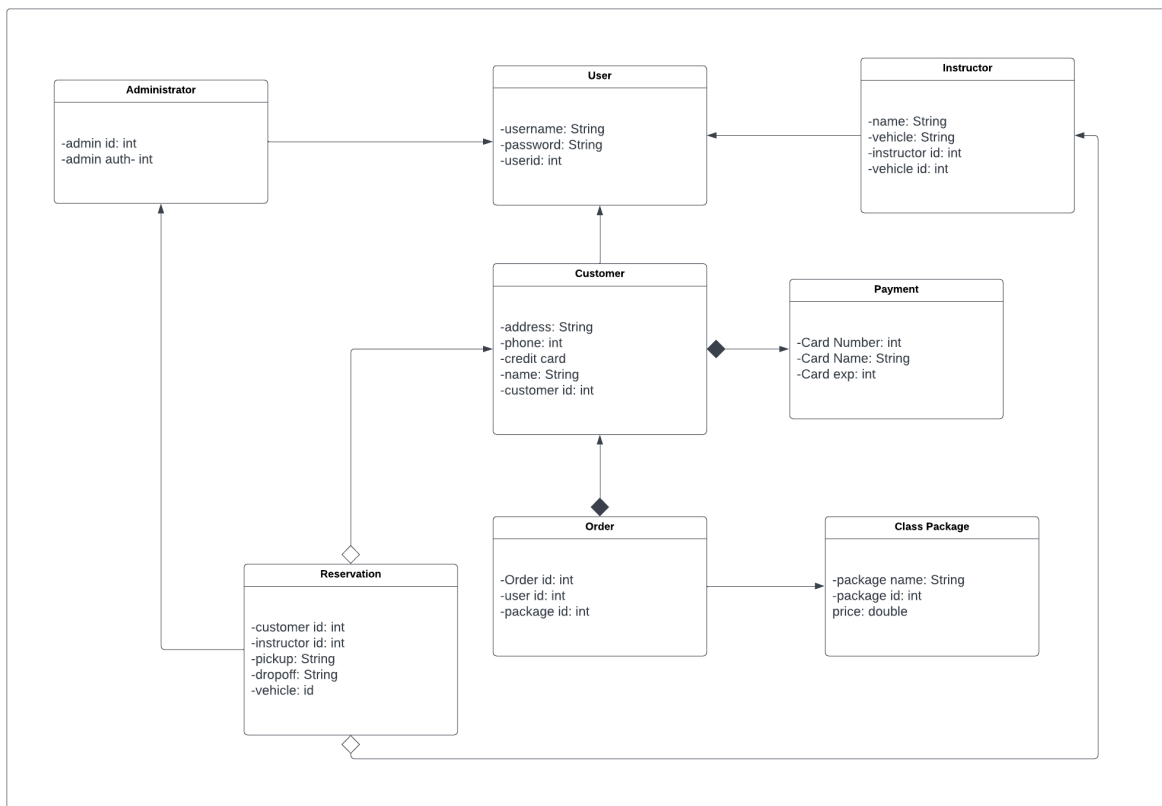 Administrator
-admin id: int
-admin auth- int
User
-username: String
-password: String
-userid: int
Instructor
-name: String
-vehicle: String
-instructor id: int
-vehicle id: int
Customer
-address: String
-phone: int
-credit card
-name: String
-customer id: int
Payment
-Card Number: int
-Card Name: String
-Card exp: int
Reservation
-customer id: int
-instructor id: int
-pickup: String
-dropoff: String
-vehicle: id
Order
-Order id: int
-user id: int
-package id: int
Class Package
-package name: String
-package id: int
price: double